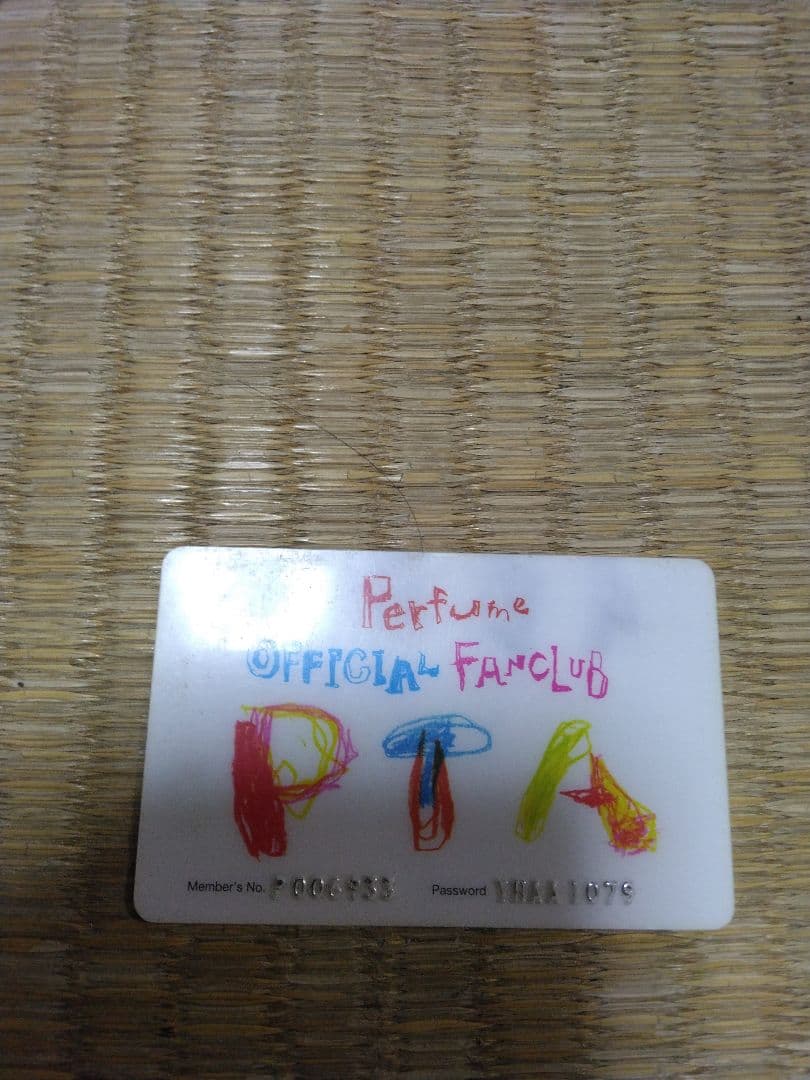 Perfume
OFFICIAL FANCLUB
PTA
Member's No.
Password